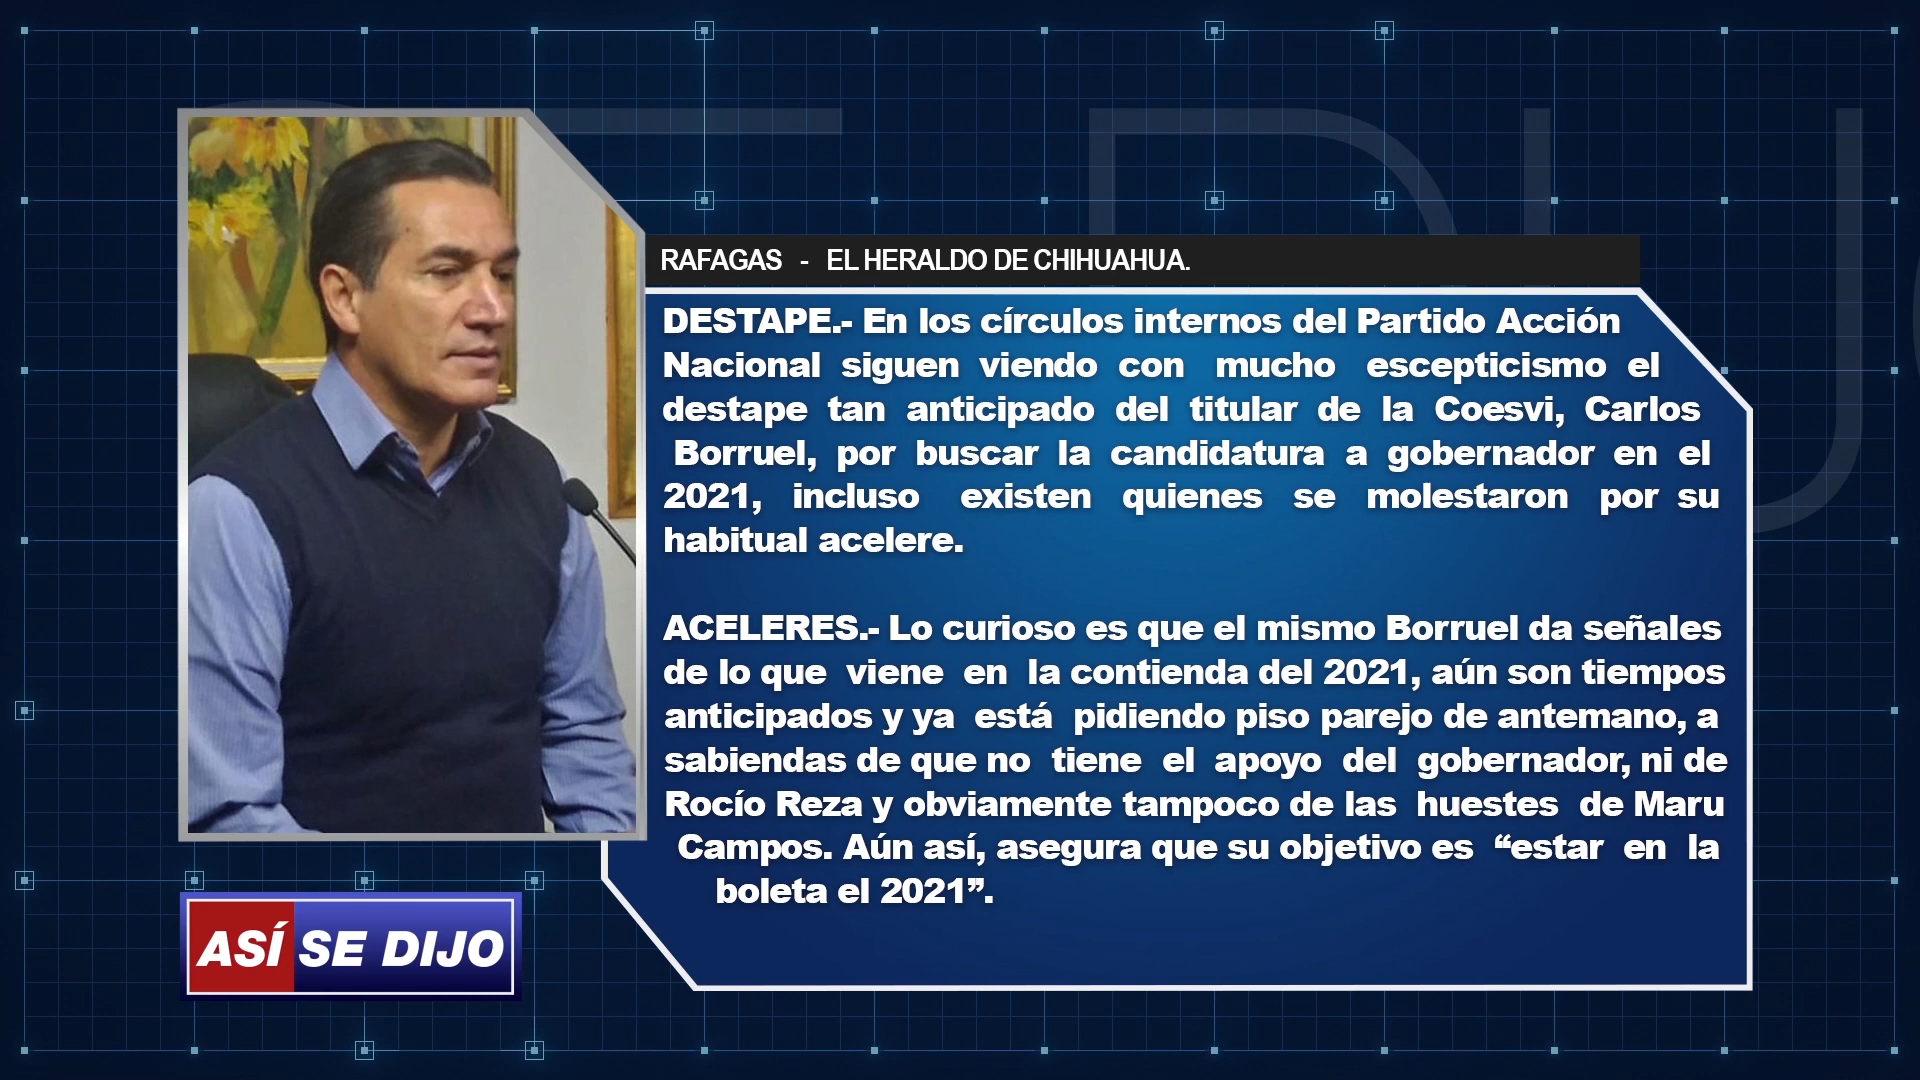 RAFAGAS - EL HERALDO DE CHIHUAHUA.
DESTAPE.- En los círculos internos del Partido Acción
Nacional siguen viendo con mucho escepticismo el
destape tan anticipado del titular de la Coesvi, Carlos
Borruel, por buscar la candidatura a gobernador en el
2021, incluso existen quienes se molestaron por su
habitual acelere.
ACELERES.- Lo curioso es que el mismo Borruel da señales
de lo que viene en la contienda del 2021, aún son tiempos
anticipados y ya está pidiendo piso parejo de antemano, a
sabiendas de que no tiene el apoyo del gobernador, ni de
Rocío Reza y obviamente tampoco de las huestes de Maru
Campos. Aún así, asegura que su objetivo es “estar en la
boleta el 2021”.
ASÍ SE DIJO